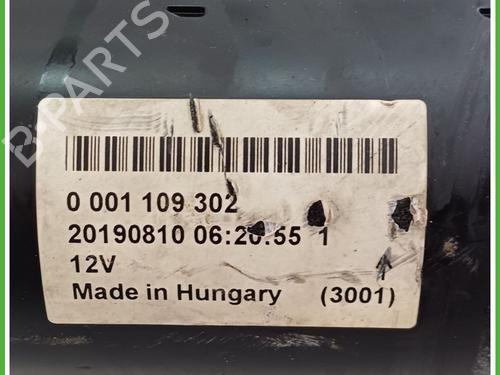 B-PARTS
0 001 109 302
20190810 06:20:55 1
12V
Made in Hungary (3001)